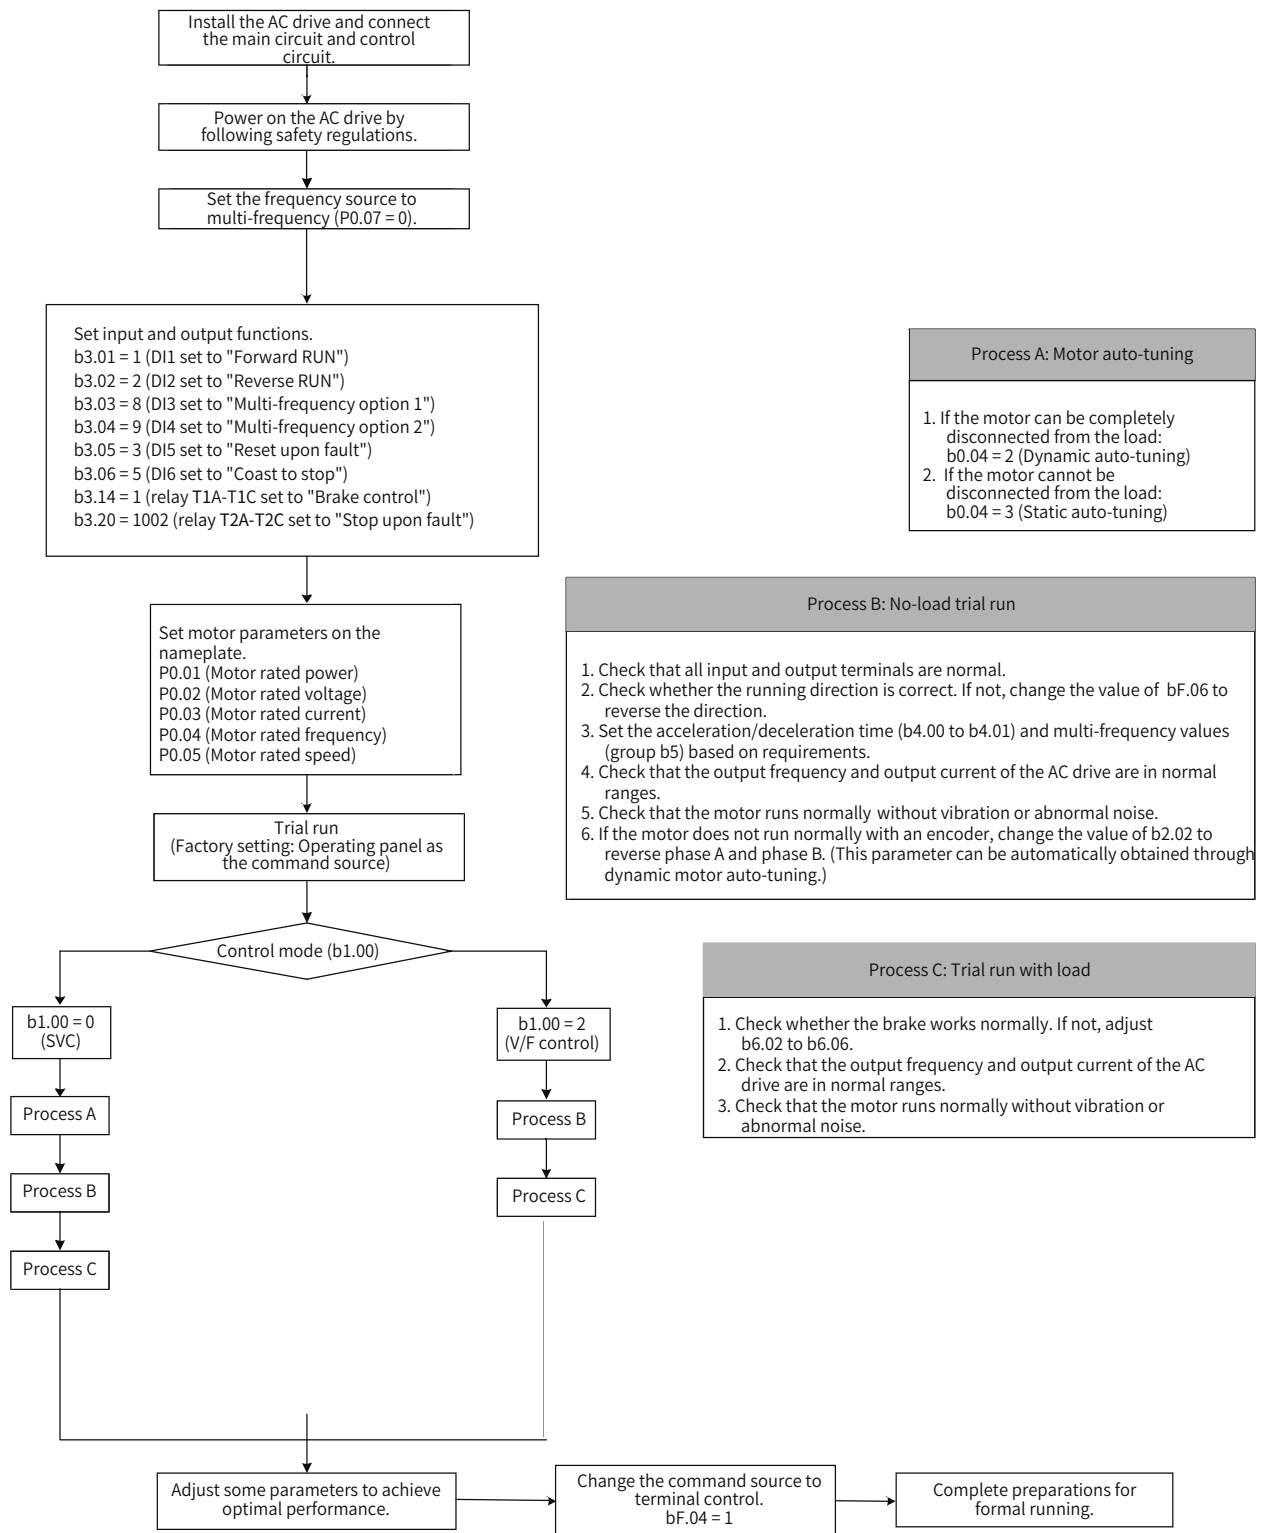 Install the AC drive and connect
the main circuit and control
circuit.
Power on the AC drive by
following safety regulations.
Set the frequency source to
multi-frequency (P0.07 = 0).
Set input and output functions.
b3.01 = 1 (DI1 set to "Forward RUN")
b3.02 = 2 (DI2 set to "Reverse RUN")
b3.03 = 8 (DI3 set to "Multi-frequency option 1")
b3.04 = 9 (DI4 set to "Multi-frequency option 2")
b3.05 = 3 (DI5 set to "Reset upon fault")
b3.06 = 5 (DI6 set to "Coast to stop")
b3.14 = 1 (relay T1A-T1C set to "Brake control")
b3.20 = 1002 (relay T2A-T2C set to "Stop upon fault")
Set motor parameters on the
nameplate.
P0.01 (Motor rated power)
P0.02 (Motor rated voltage)
P0.03 (Motor rated current)
P0.04 (Motor rated frequency)
P0.05 (Motor rated speed)
Trial run
(Factory setting: Operating panel as
the command source)
Control mode (b1.00)
b1.00 = 0
(SVC)
Process A
Process B
Process C
b1.00 = 2
(V/F control)
Process B
Process C
Process A: Motor auto-tuning
1. If the motor can be completely
disconnected from the load:
b0.04 = 2 (Dynamic auto-tuning)
2. If the motor cannot be
disconnected from the load:
b0.04 = 3 (Static auto-tuning)
Process B: No-load trial run
1. Check that all input and output terminals are normal.
2. Check whether the running direction is correct. If not, change the value of bF.06 to
reverse the direction.
3. Set the acceleration/deceleration time (b4.00 to b4.01) and multi-frequency values
(group b5) based on requirements.
4. Check that the output frequency and output current of the AC drive are in normal
ranges.
5. Check that the motor runs normally without vibration or abnormal noise.
6. If the motor does not run normally with an encoder, change the value of b2.02 to
reverse phase A and phase B. (This parameter can be automatically obtained through
dynamic motor auto-tuning.)
Process C: Trial run with load
1. Check whether the brake works normally. If not, adjust
b6.02 to b6.06.
2. Check that the output frequency and output current of the AC
drive are in normal ranges.
3. Check that the motor runs normally without vibration or
abnormal noise.
Adjust some parameters to achieve
optimal performance.
Change the command source to
terminal control.
bF.04 = 1
Complete preparations for
formal running.